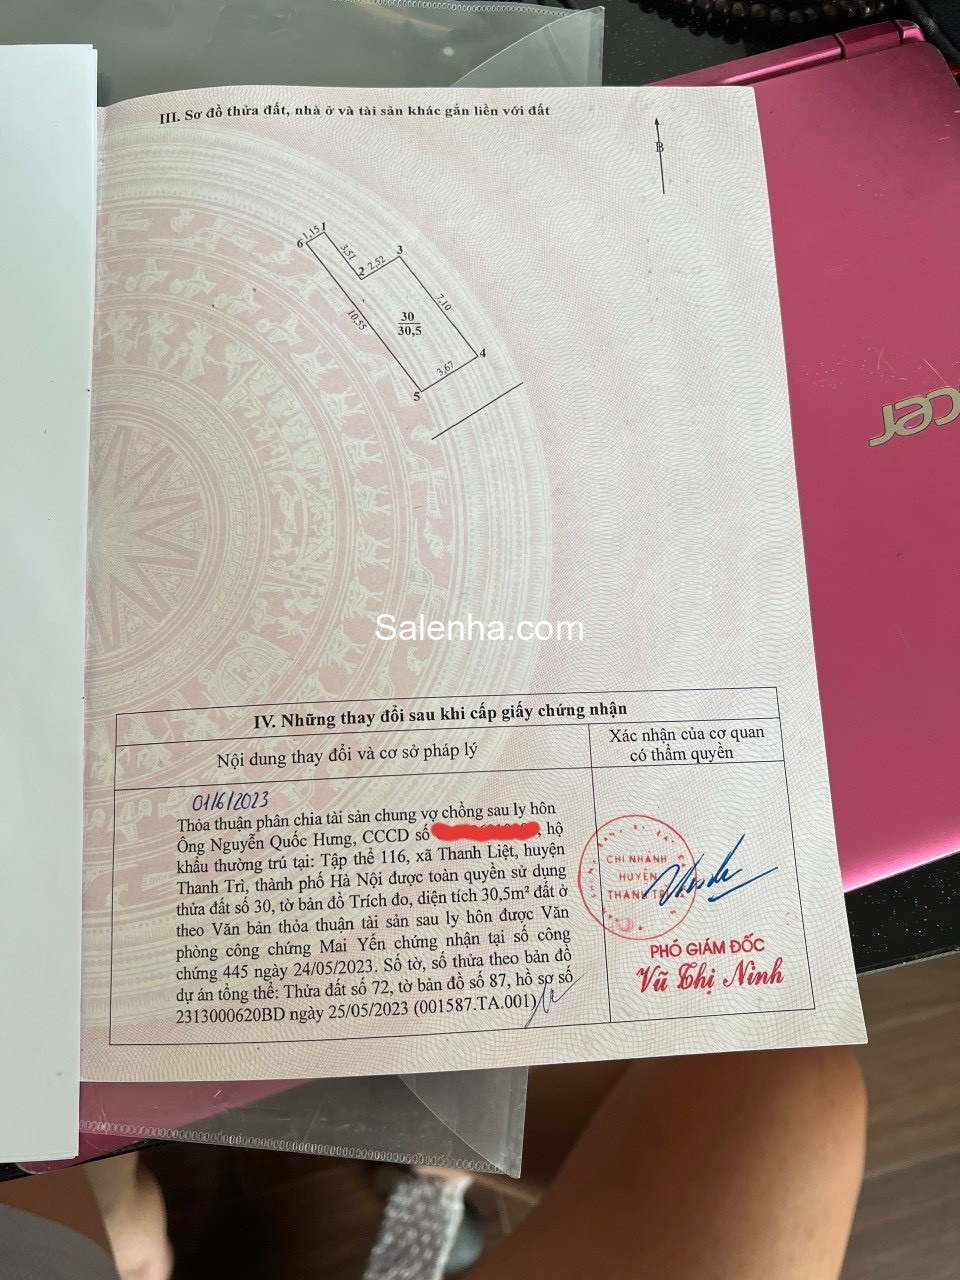 III. Sơ đồ thửa đất, nhà ở và tài sản khác gắn liền với đất
B
1
1,15
6
3,51
3
2
2,52
7,10
10,55
30
30,5
4
3,67
5
acer
Salenha.com
IV. Những thay đổi sau khi cấp giấy chứng nhận
Nội dung thay đổi và cơ sở pháp lý
Xác nhận của cơ quan
có thẩm quyền
01/6/2023
Thỏa thuận phân chia tài sản chung vợ chồng sau ly hôn
Ông Nguyễn Quốc Hưng, CCCD số , hộ
khẩu thường trú tại: Tập thể 116, xã Thanh Liệt, huyện
Thanh Trì, thành phố Hà Nội được toàn quyền sử dụng
thửa đất số 30, tờ bản đồ Trích đo, diện tích 30,5m² đất ở
theo Văn bản thỏa thuận tài sản sau ly hôn được Văn
phòng công chứng Mai Yến chứng nhận tại số công
chứng 445 ngày 24/05/2023. Số tờ, số thửa theo bản đồ
dự án tổng thể: Thửa đất số 72, tờ bản đồ số 87, hồ sơ số
2313000620BD ngày 25/05/2023 (001587.TA.001)
CHI NHÁNH
HUYỆN
THANH TRÌ
PHÓ GIÁM ĐỐC
Vũ Thị Ninh